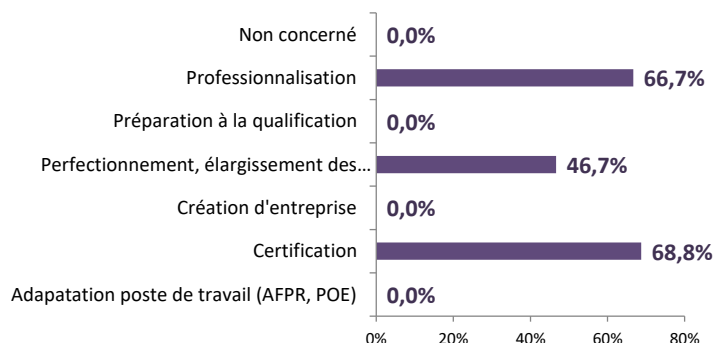 Non concerné 0,0%
Professionnalisation 66,7%
Préparation à la qualification 0,0%
Perfectionnement, élargissement des... 46,7%
Création d'entreprise 0,0%
Certification 68,8%
Adapatation poste de travail (AFPR, POE) 0,0%
0% 20% 40% 60% 80%